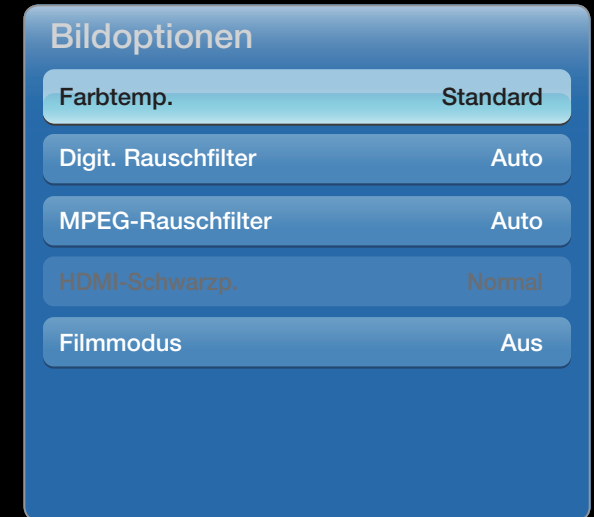 Bildoptionen
Farbtemp. Standard
Digit. Rauschfilter Auto
MPEG-Rauschfilter Auto
HDMI-Schwarzp. Normal
Filmmodus Aus